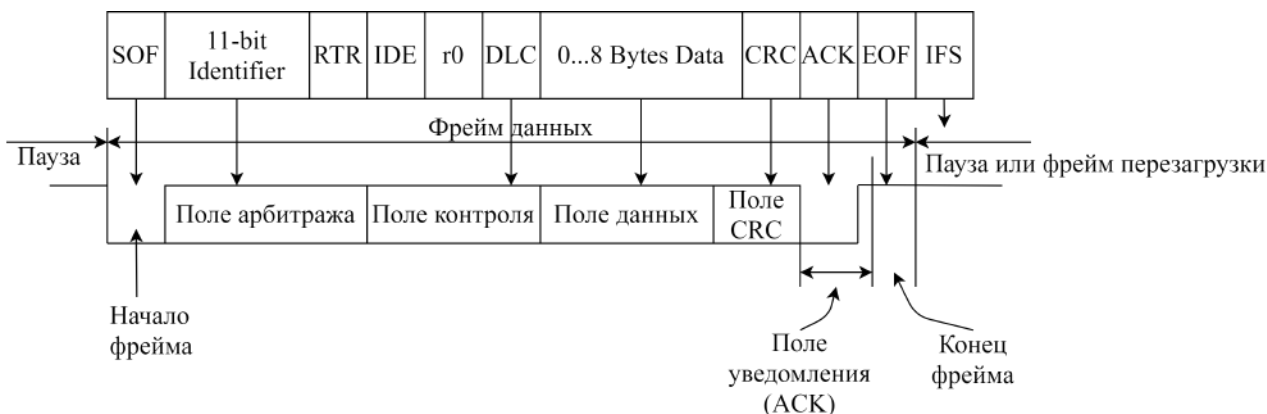 SOF
11-bit
Identifier
RTR
IDE
r0
DLC
0...8 Bytes Data
CRC
ACK
EOF
IFS
Фрейм данных
Пауза
Пауза или фрейм перезагрузки
Поле арбитража
Поле контроля
Поле данных
Поле
CRC
Начало
фрейма
Поле
уведомления
(ACK)
Конец
фрейма